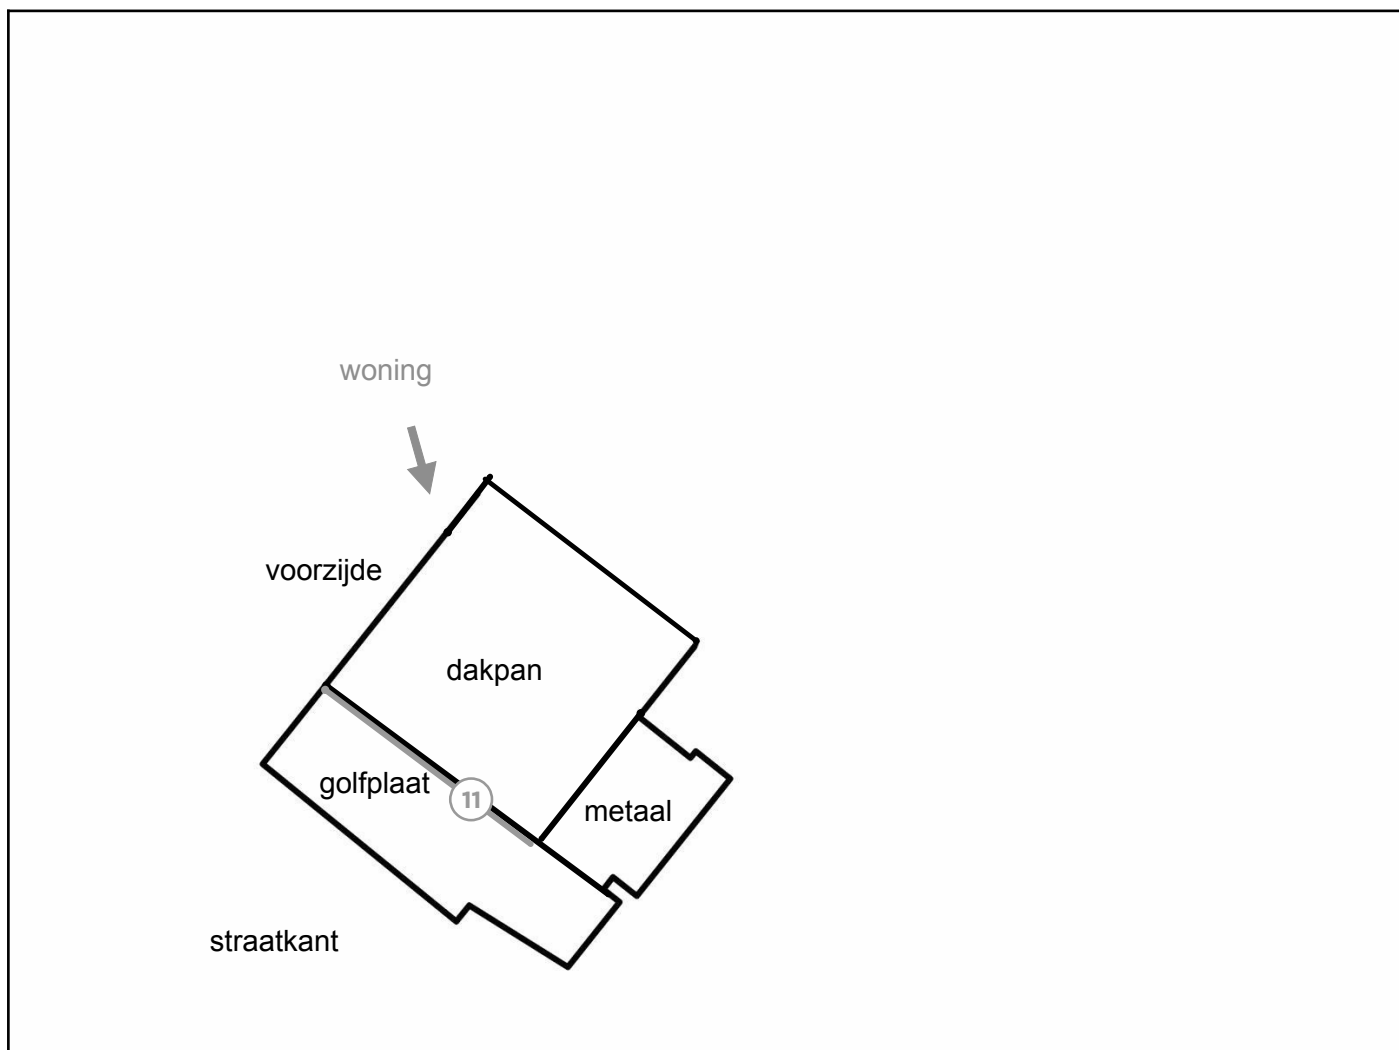 woning
voorzijde
dakpan
golfplaat
11
metaal
straatkant